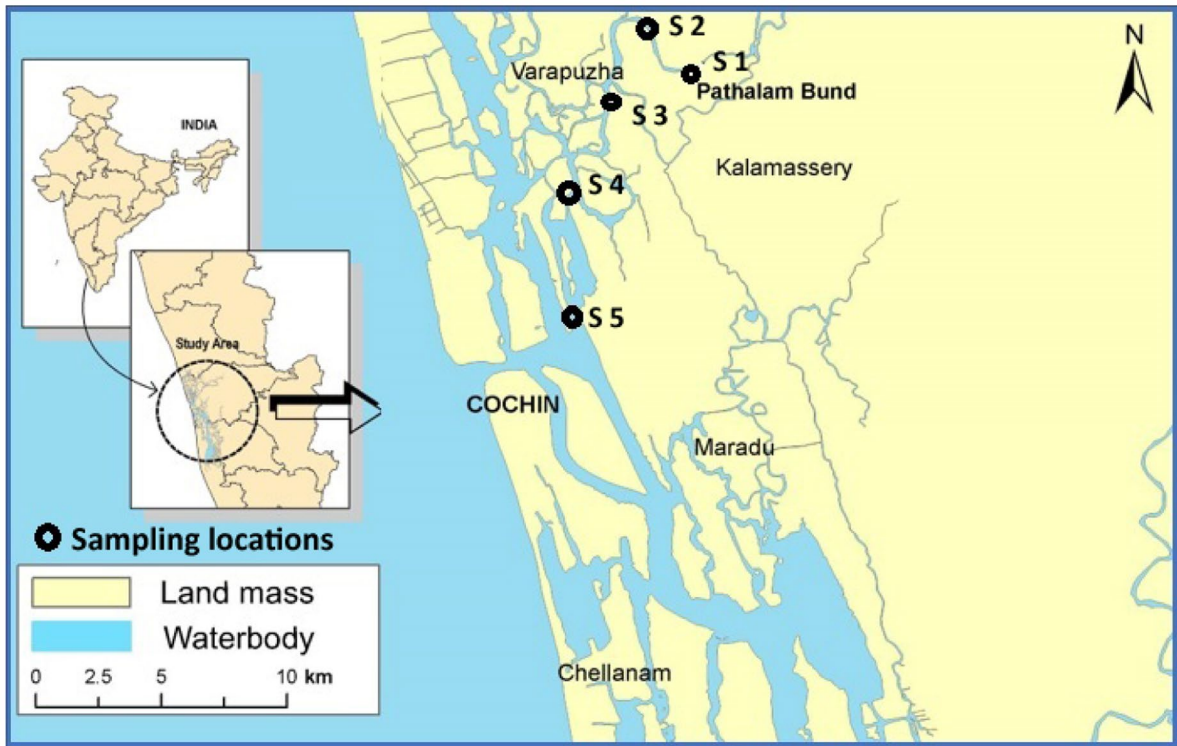 S 2
N
S 1
Varapuzha
Pathalam Bund
S 3
INDIA
Kalamassery
S 4
S 5
Study Area
COCHIN
Maradu
Sampling locations
Land mass
Waterbody
Chellanam
0 2.5 5 10 km